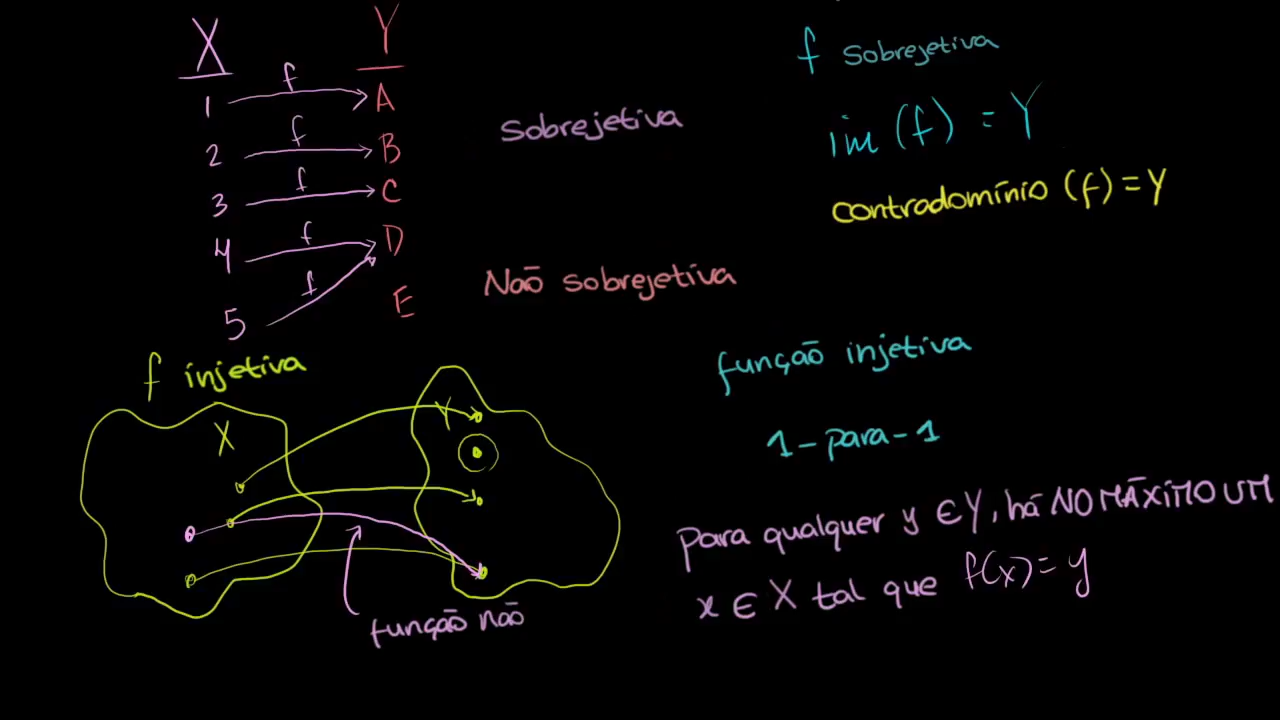 X Y
1 f A
2 f B
3 f C
4 f D
5 f E
Sobrejetiva
Não sobrejetiva
f Sobrejetiva
im (f) = Y
contradomínio (f) = Y
f injetiva
X Y
função não
função injetiva
1 - para - 1
para qualquer y ∈ Y, há NO MÁXIMO UM
x ∈ X tal que f(x) = y